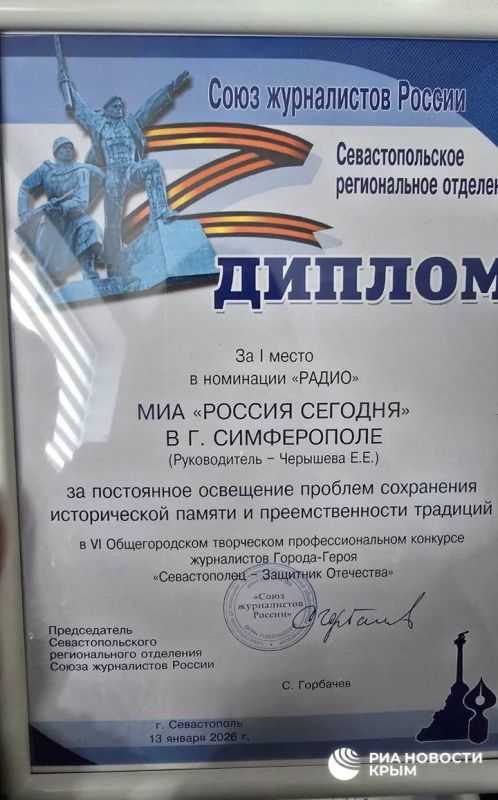 Союз журналистов России
Севастопольское
региональное отделен
ДИПЛОМ
За I место
в номинации «РАДИО»
МИА «РОССИЯ СЕГОДНЯ»
В Г. СИМФЕРОПОЛЕ
(Руководитель – Черышева Е.Е.)
за постоянное освещение проблем сохранения
исторической памяти и преемственности традиций
в VI Общегородском творческом профессиональном конкурсе
журналистов Города-Героя
«Севастополец – Защитник Отечества»
«Союз
журналистов
России»
Председатель
Севастопольского
регионального отделения
Союза журналистов России
С. Горбачев
г. Севастополь
13 января 2026 г.
РИА НОВОСТИ
КРЫМ